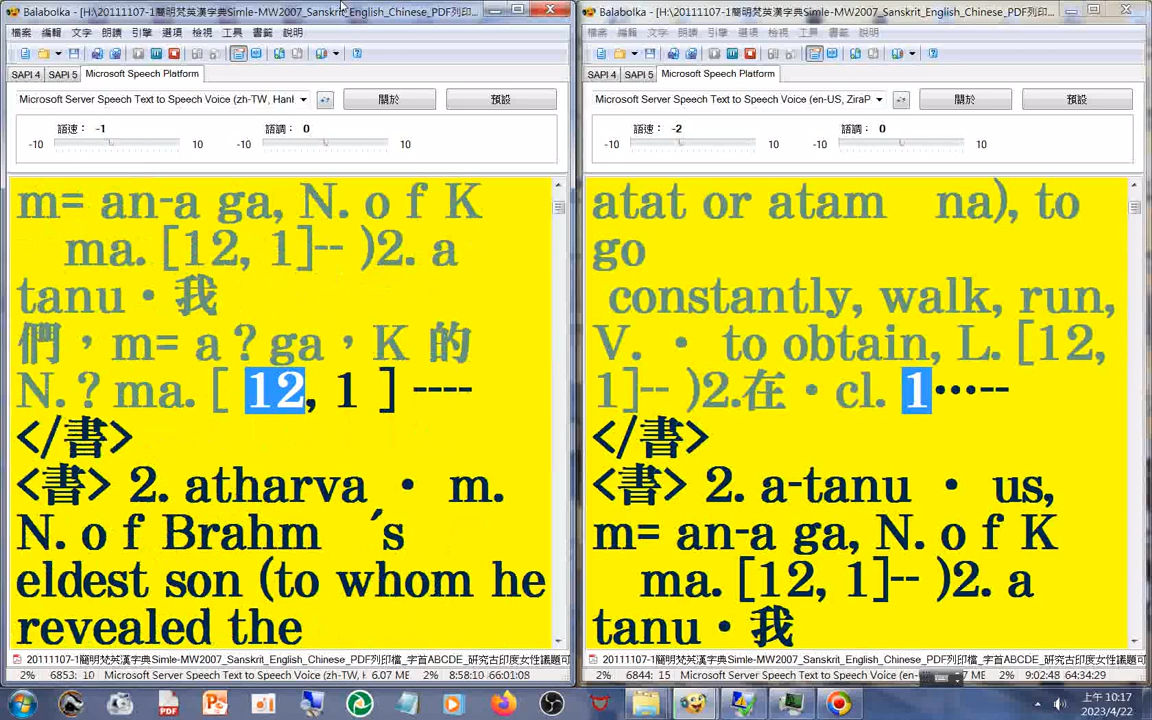 Balabolka - [H:\20111107-1簡明梵英漢字典Simle-MW2007_Sanskrit_English_Chinese_PDF列印...
檔案 編輯 文字 朗讀 引擎 選項 檢視 工具 書籤 說明
SAPI 4 SAPI 5 Microsoft Speech Platform
Microsoft Server Speech Text to Speech Voice (zh-TW, Hanl 關於 預設
語速： -1 語調： 0
-10 10 -10 10
m= an-a ga, N. o f K
ma. [12, 1]-- )2. a
tanu・我
們，m= a？ga，K 的
N.？ma. [ 12, 1 ] ----
</書>
<書> 2. atharva ・ m.
N. o f Brahm ´s
eldest son (to whom he
revealed the
20111107-1簡明梵英漢字典Simle-MW2007_Sanskrit_English_Chinese_PDF列印檔_字首ABCDE_研究古印度女性議題可
2% 6853: 10 Microsoft Server Speech Text to Speech Voice (zh-TW, H 6.07 ME 2% 8:58:10 66:01:08
Balabolka - [H:\20111107-1簡明梵英漢字典Simle-MW2007_Sanskrit_English_Chinese_PDF列印...
檔案 編輯 文字 朗讀 引擎 選項 檢視 工具 書籤 說明
SAPI 4 SAPI 5 Microsoft Speech Platform
Microsoft Server Speech Text to Speech Voice (en-US, ZiraP 關於 預設
語速： -2 語調： 0
-10 10 -10 10
atat or atam na), to
go
constantly, walk, run,
V. ・ to obtain, L. [12,
1]-- )2.在・cl. 1…--
</書>
<書> 2. a-tanu ・ us,
m= an-a ga, N. o f K
ma. [12, 1]-- )2. a
tanu・我
20111107-1簡明梵英漢字典Simle-MW2007_Sanskrit_English_Chinese_PDF列印檔_字首ABCDE_研究古印度女性議題可
2% 6844: 15 Microsoft Server Speech Text to Speech Voice (en-US, ME 2% 9:02:48 64:34:29
上午 10:17
2023/4/22